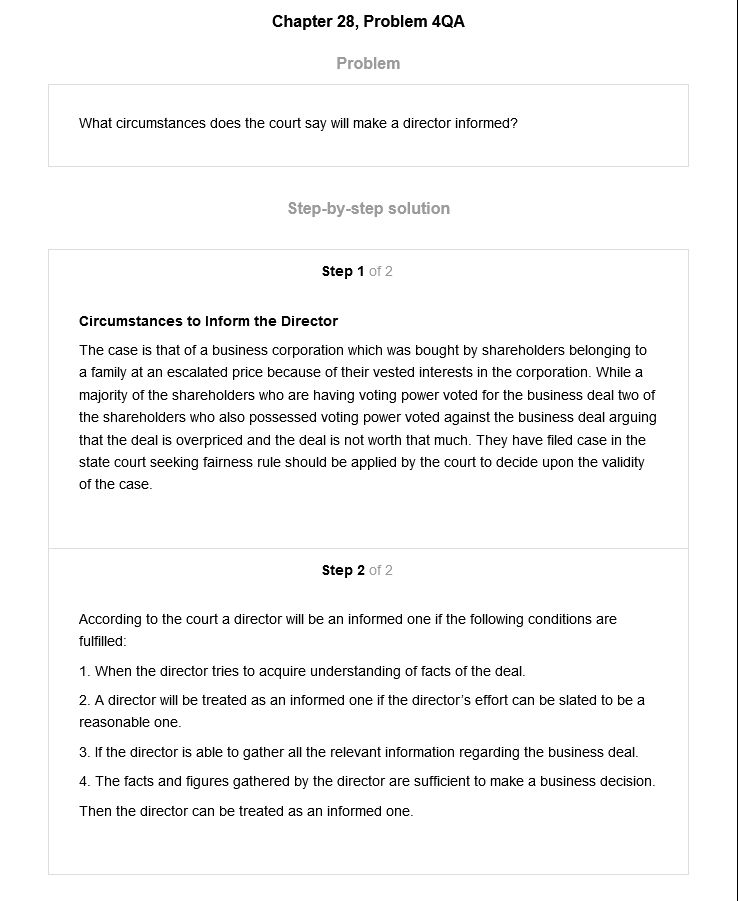 Chapter 28, Problem 4QA
Problem
What circumstances does the court say will make a director informed?
Step-by-step solution
Step 1 of 2
Circumstances to Inform the Director
The case is that of a business corporation which was bought by shareholders belonging to
a family at an escalated price because of their vested interests in the corporation. While a
majority of the shareholders who are having voting power voted for the business deal two of
the shareholders who also possessed voting power voted against the business deal arguing
that the deal is overpriced and the deal is not worth that much. They have filed case in the
state court seeking fairness rule should be applied by the court to decide upon the validity
of the case.
Step 2 of 2
According to the court a director will be an informed one if the following conditions are
fulfilled:
1. When the director tries to acquire understanding of facts of the deal.
2. A director will be treated as an informed one if the director’s effort can be slated to be a
reasonable one.
3. If the director is able to gather all the relevant information regarding the business deal.
4. The facts and figures gathered by the director are sufficient to make a business decision.
Then the director can be treated as an informed one.